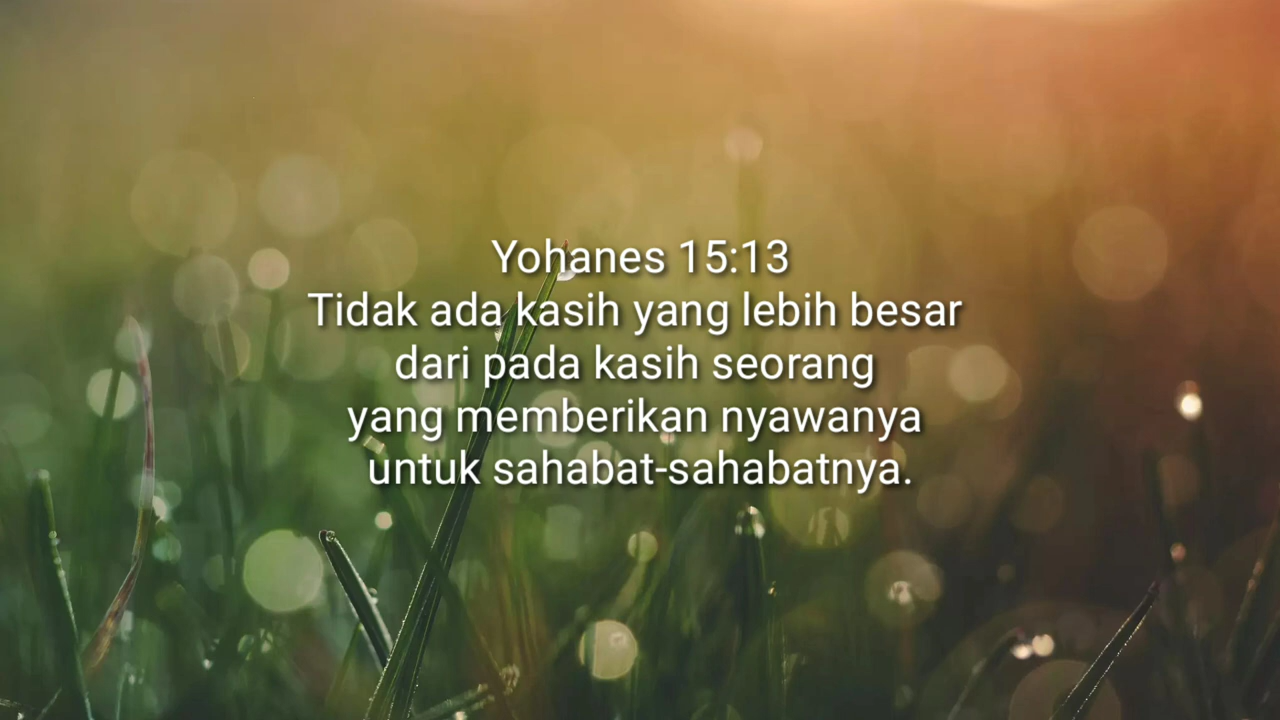 Yohanes 15:13
Tidak ada kasih yang lebih besar
dari pada kasih seorang
yang memberikan nyawanya
untuk sahabat-sahabatnya.